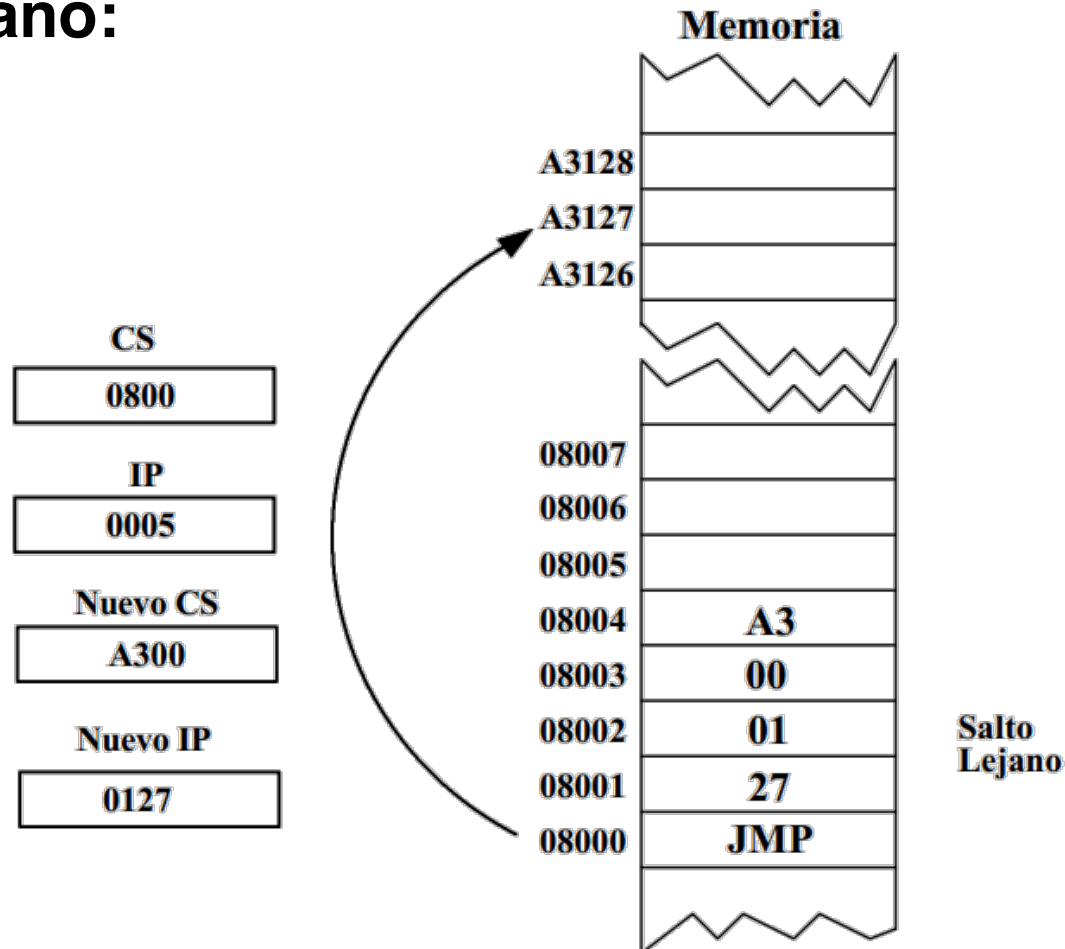 ano:
Memoria
A3128
A3127
A3126
CS
0800
IP
0005
Nuevo CS
A300
Nuevo IP
0127
08007
08006
08005
08004 A3
08003 00
08002 01
08001 27
08000 JMP
Salto
Lejano